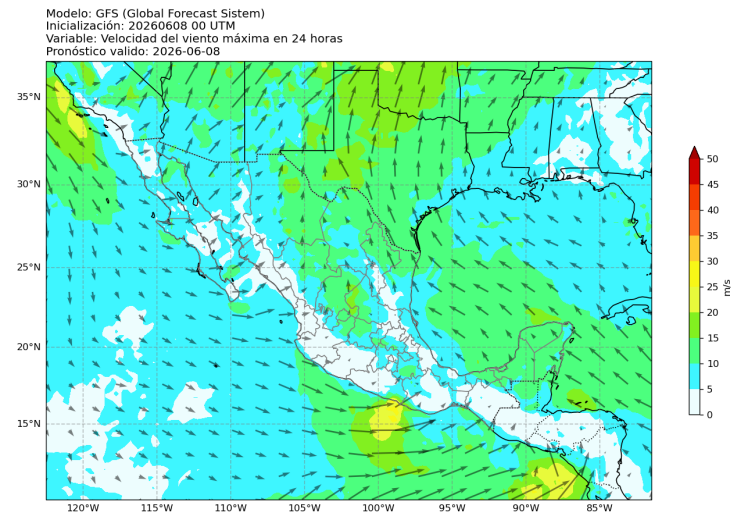 Modelo: GFS (Global Forecast Sistem)
Inicialización: 20260608 00 UTM
Variable: Velocidad del viento máxima en 24 horas
Pronóstico valido: 2026-06-08
35°N
30°N
25°N
20°N
15°N
120°W
115°W
110°W
105°W
100°W
95°W
90°W
85°W
50
45
40
35
30
25
20
15
10
5
0
m/s